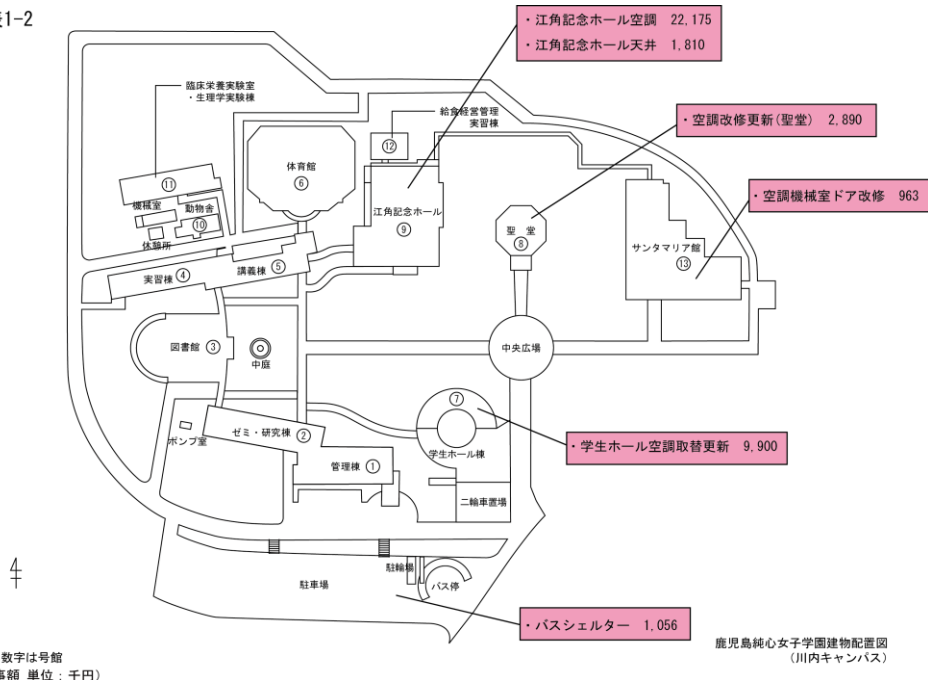 表1-2
・江角記念ホール空調 22,175
・江角記念ホール天井 1,810
臨床栄養実験室
・生理学実験棟
給食経営管理
実習棟
・空調改修更新(聖堂) 2,890
⑫
体育館
⑥
⑪
機械室
動物舎
⑩
休憩所
江角記念ホール
⑨
聖堂
⑧
・空調機械室ドア改修 963
サンタマリア館
⑬
講義棟 ⑤
実習棟 ④
図書館 ③
中庭
中央広場
⑦
ゼミ・研究棟 ②
ポンプ室
管理棟 ①
学生ホール棟
・学生ホール空調取替更新 9,900
二輪車置場
駐輪場
駐車場
バス停
4
・バスシェルター 1,056
鹿児島純心女子学園建物配置図
(川内キャンパス)
数字は号館
事額 単位:千円)